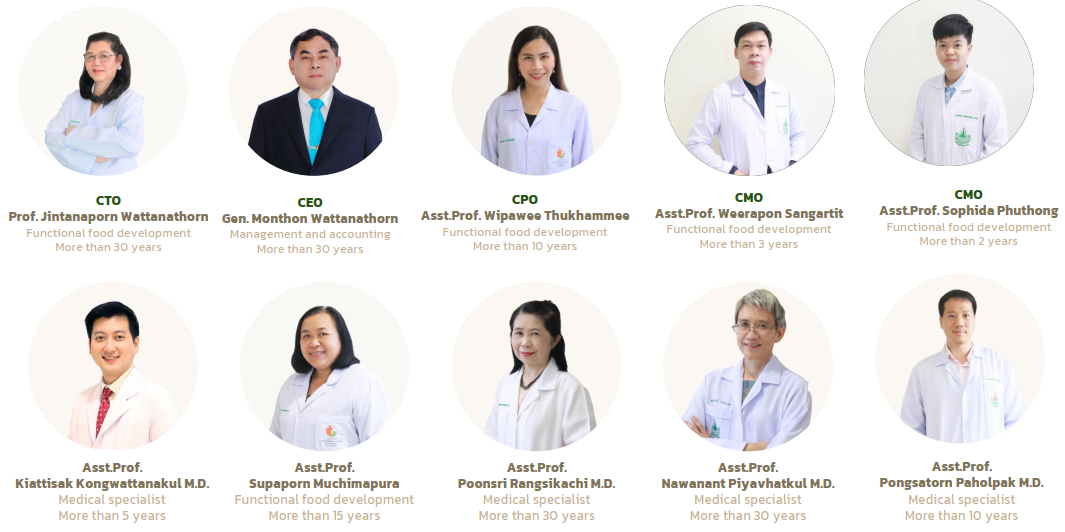 CTO
Prof. Jintanaporn Wattanathorn
Functional food development
More than 30 years
CEO
Gen. Monthon Wattanathorn
Management and accounting
More than 30 years
CPO
Asst.Prof. Wipawee Thukhammee
Functional food development
More than 10 years
CMO
Asst.Prof. Weerapon Sangartit
Functional food development
More than 3 years
CMO
Asst.Prof. Sophida Phuthong
Functional food development
More than 2 years
Asst.Prof.
Kiattisak Kongwattanakul M.D.
Medical specialist
More than 5 years
Asst.Prof.
Supaporn Muchimapura
Functional food development
More than 15 years
Asst.Prof.
Poonsri Rangsikachi M.D.
Medical specialist
More than 30 years
Asst.Prof.
Nawanant Piyavhatkul M.D.
Medical specialist
More than 30 years
Asst.Prof.
Pongsatorn Paholpak M.D.
Medical specialist
More than 10 years